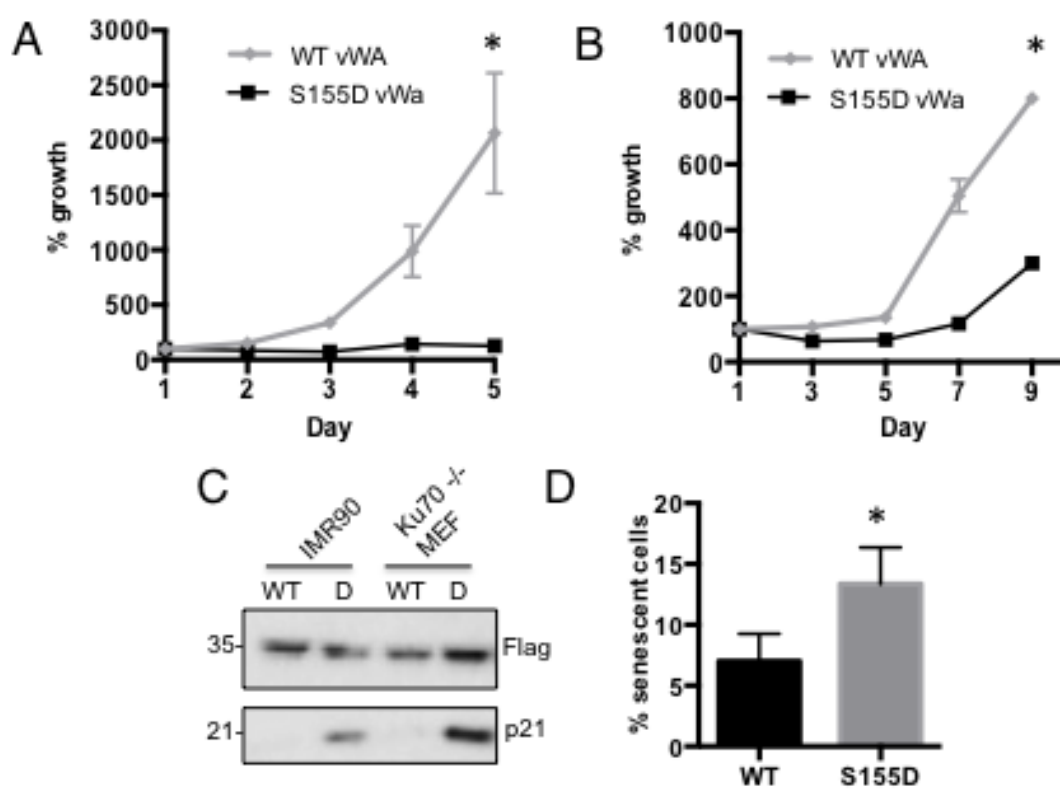 A
3000
2500
2000
1500
1000
500
0
% growth
WT vWA
S155D vWa
*
1 2 3 4 5
Day
B
1000
800
600
400
200
0
% growth
WT vWA
S155D vWa
*
1 3 5 7 9
Day
C
IMR90
Ku70 -/-
MEF
WT D WT D
35- Flag
21- p21
D
20
15
10
5
0
% senescent cells
*
WT S155D